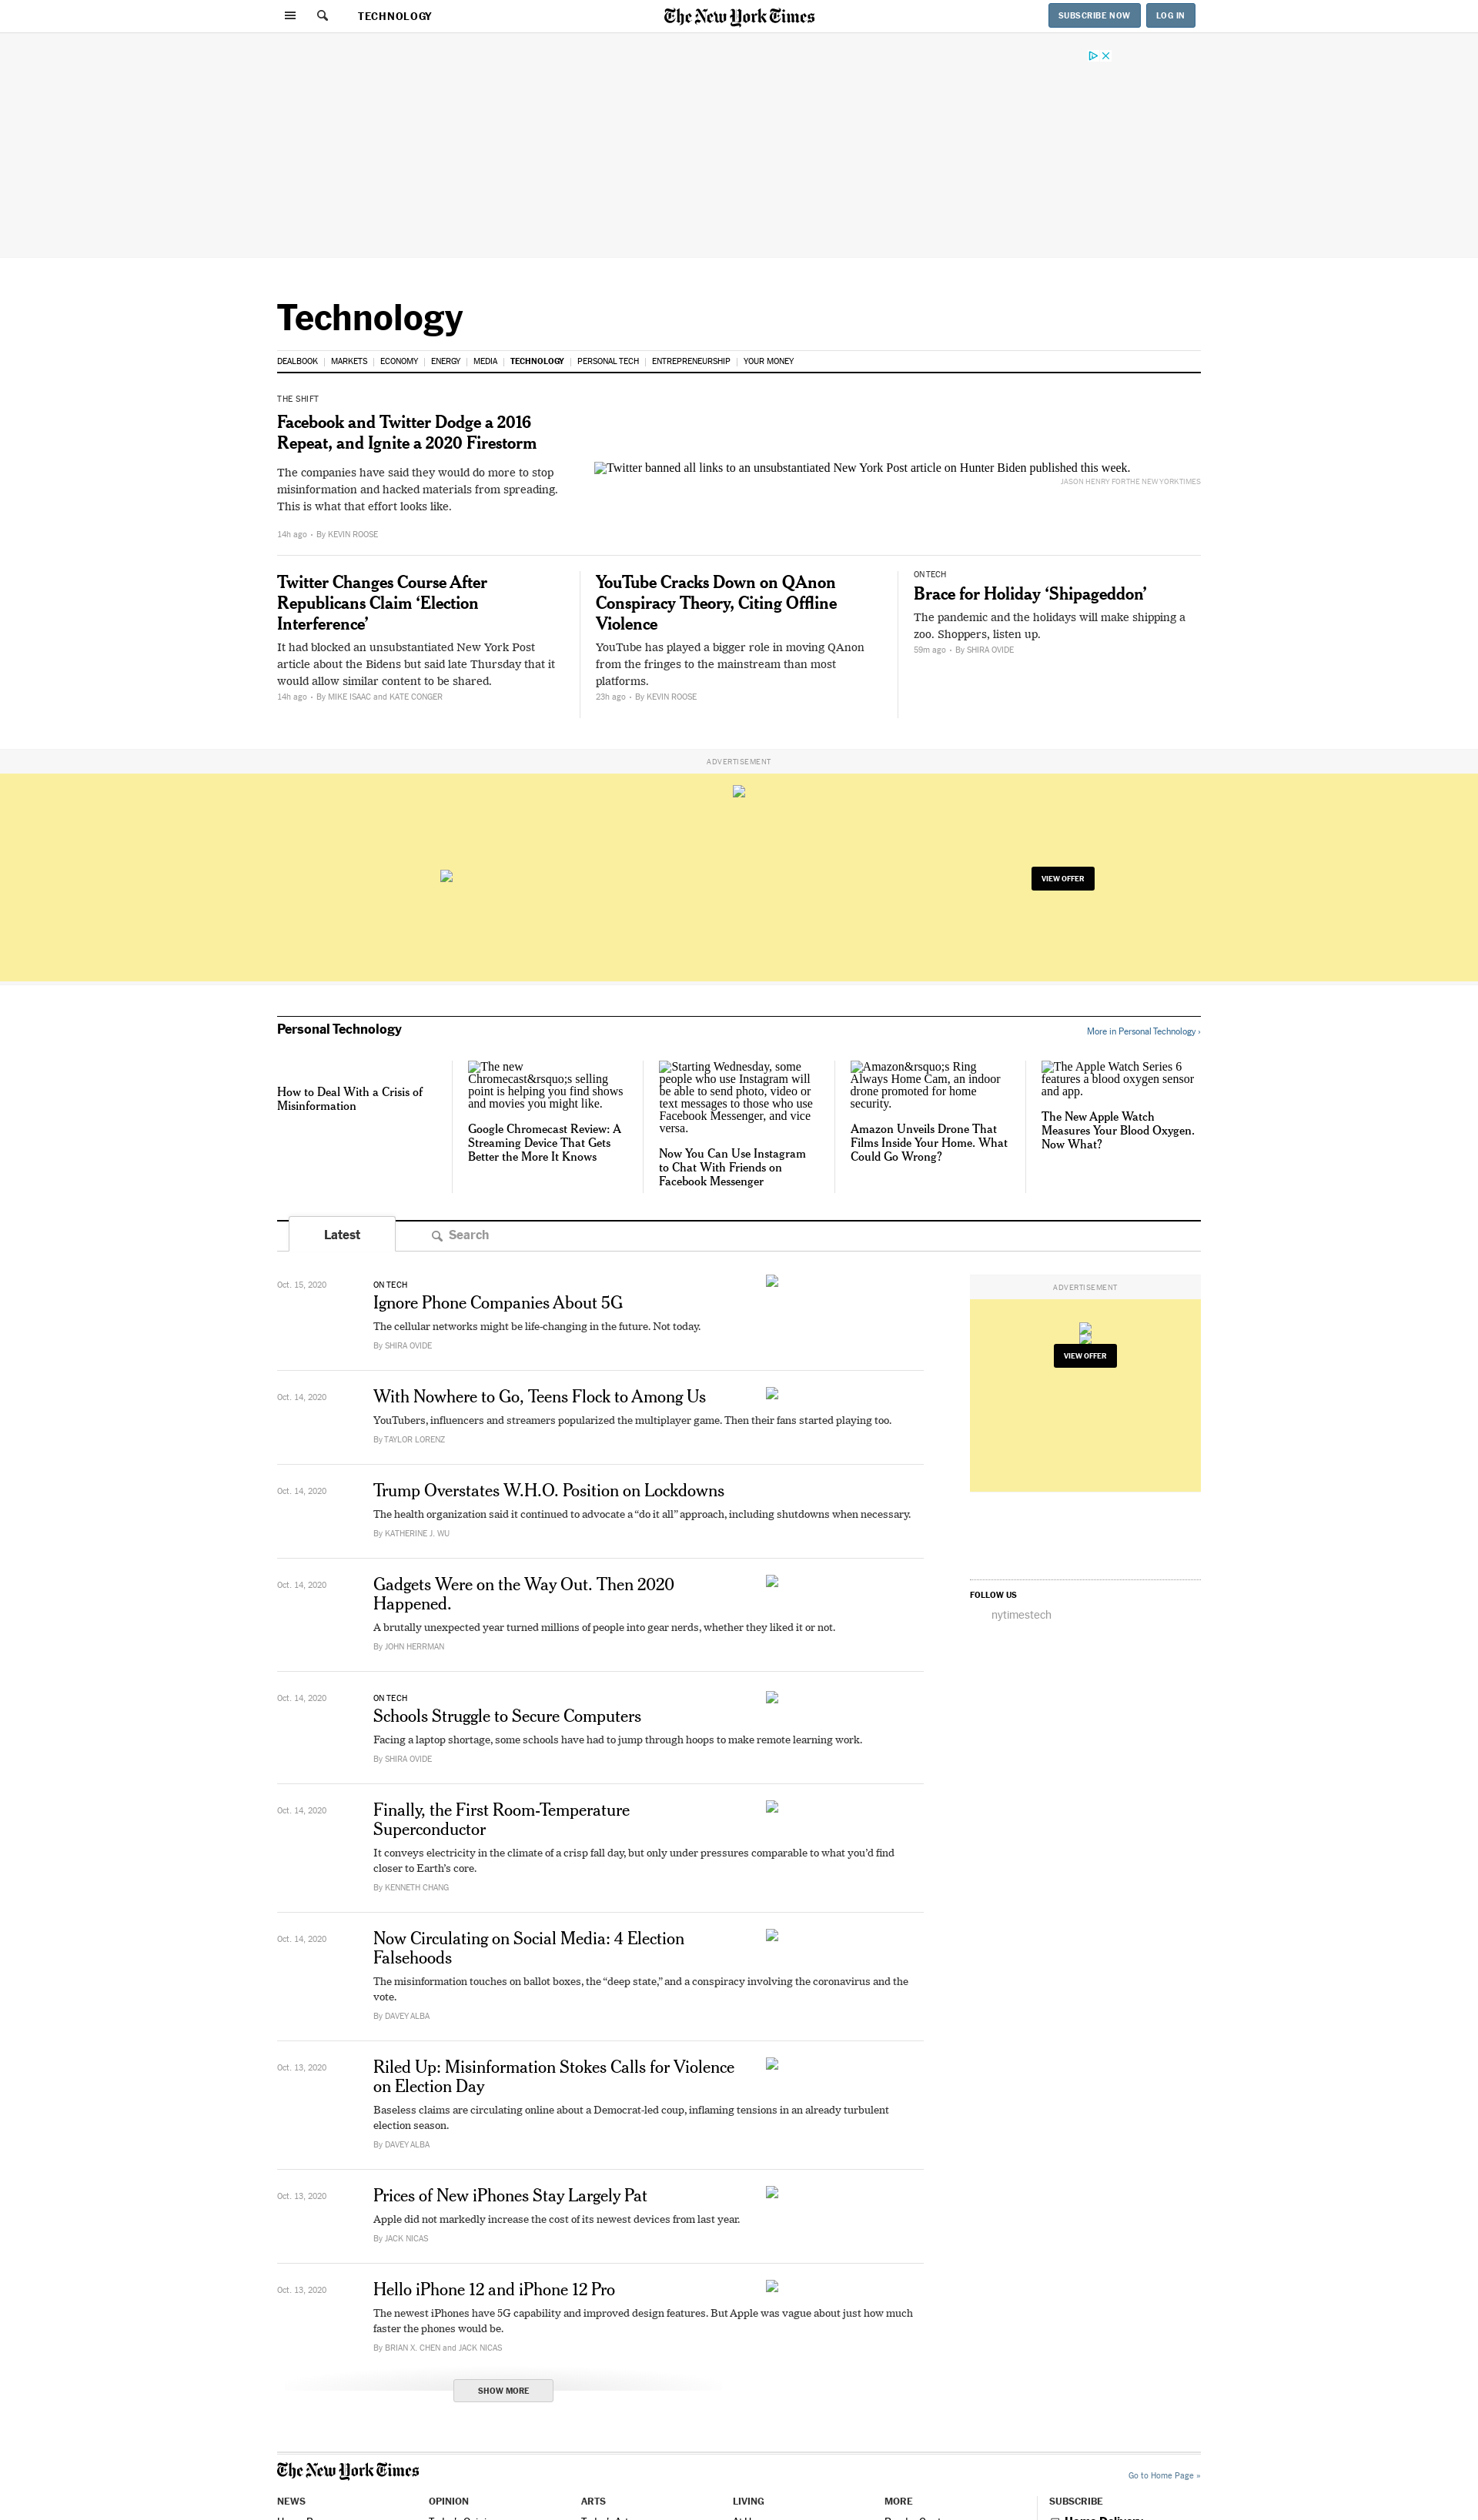 TECHNOLOGY
The New York Times
SUBSCRIBE NOW
LOG IN
Technology
DEALBOOK
MARKETS
ECONOMY
ENERGY
MEDIA
TECHNOLOGY
PERSONAL TECH
ENTREPRENEURSHIP
YOUR MONEY
THE SHIFT
Facebook and Twitter Dodge a 2016
Repeat, and Ignite a 2020 Firestorm
The companies have said they would do more to stop
misinformation and hacked materials from spreading.
This is what that effort looks like.
14h ago • By KEVIN ROOSE
Twitter banned all links to an unsubstantiated New York Post article on Hunter Biden published this week.
JASON HENRY FOR THE NEW YORK TIMES
Twitter Changes Course After
Republicans Claim ‘Election
Interference’
It had blocked an unsubstantiated New York Post
article about the Bidens but said late Thursday that it
would allow similar content to be shared.
14h ago • By MIKE ISAAC and KATE CONGER
YouTube Cracks Down on QAnon
Conspiracy Theory, Citing Offline
Violence
YouTube has played a bigger role in moving QAnon
from the fringes to the mainstream than most
platforms.
23h ago • By KEVIN ROOSE
ON TECH
Brace for Holiday ‘Shipageddon’
The pandemic and the holidays will make shipping a
zoo. Shoppers, listen up.
59m ago • By SHIRA OVIDE
ADVERTISEMENT
VIEW OFFER
Personal Technology
More in Personal Technology ›
How to Deal With a Crisis of
Misinformation
The new
Chromecast&rsquo;s selling
point is helping you find shows
and movies you might like.
Google Chromecast Review: A
Streaming Device That Gets
Better the More It Knows
Starting Wednesday, some
people who use Instagram will
be able to send photo, video or
text messages to those who use
Facebook Messenger, and vice
versa.
Now You Can Use Instagram
to Chat With Friends on
Facebook Messenger
Amazon&rsquo;s Ring
Always Home Cam, an indoor
drone promoted for home
security.
Amazon Unveils Drone That
Films Inside Your Home. What
Could Go Wrong?
The Apple Watch Series 6
features a blood oxygen sensor
and app.
The New Apple Watch
Measures Your Blood Oxygen.
Now What?
Latest
Search
Oct. 15, 2020
ON TECH
Ignore Phone Companies About 5G
The cellular networks might be life-changing in the future. Not today.
By SHIRA OVIDE
ADVERTISEMENT
VIEW OFFER
Oct. 14, 2020
With Nowhere to Go, Teens Flock to Among Us
YouTubers, influencers and streamers popularized the multiplayer game. Then their fans started playing too.
By TAYLOR LORENZ
Oct. 14, 2020
Trump Overstates W.H.O. Position on Lockdowns
The health organization said it continued to advocate a “do it all” approach, including shutdowns when necessary.
By KATHERINE J. WU
Oct. 14, 2020
Gadgets Were on the Way Out. Then 2020
Happened.
A brutally unexpected year turned millions of people into gear nerds, whether they liked it or not.
By JOHN HERRMAN
FOLLOW US
nytimestech
Oct. 14, 2020
ON TECH
Schools Struggle to Secure Computers
Facing a laptop shortage, some schools have had to jump through hoops to make remote learning work.
By SHIRA OVIDE
Oct. 14, 2020
Finally, the First Room-Temperature
Superconductor
It conveys electricity in the climate of a crisp fall day, but only under pressures comparable to what you’d find
closer to Earth’s core.
By KENNETH CHANG
Oct. 14, 2020
Now Circulating on Social Media: 4 Election
Falsehoods
The misinformation touches on ballot boxes, the “deep state,” and a conspiracy involving the coronavirus and the
vote.
By DAVEY ALBA
Oct. 13, 2020
Riled Up: Misinformation Stokes Calls for Violence
on Election Day
Baseless claims are circulating online about a Democrat-led coup, inflaming tensions in an already turbulent
election season.
By DAVEY ALBA
Oct. 13, 2020
Prices of New iPhones Stay Largely Pat
Apple did not markedly increase the cost of its newest devices from last year.
By JACK NICAS
Oct. 13, 2020
Hello iPhone 12 and iPhone 12 Pro
The newest iPhones have 5G capability and improved design features. But Apple was vague about just how much
faster the phones would be.
By BRIAN X. CHEN and JACK NICAS
SHOW MORE
The New York Times
Go to Home Page »
NEWS
OPINION
ARTS
LIVING
MORE
SUBSCRIBE